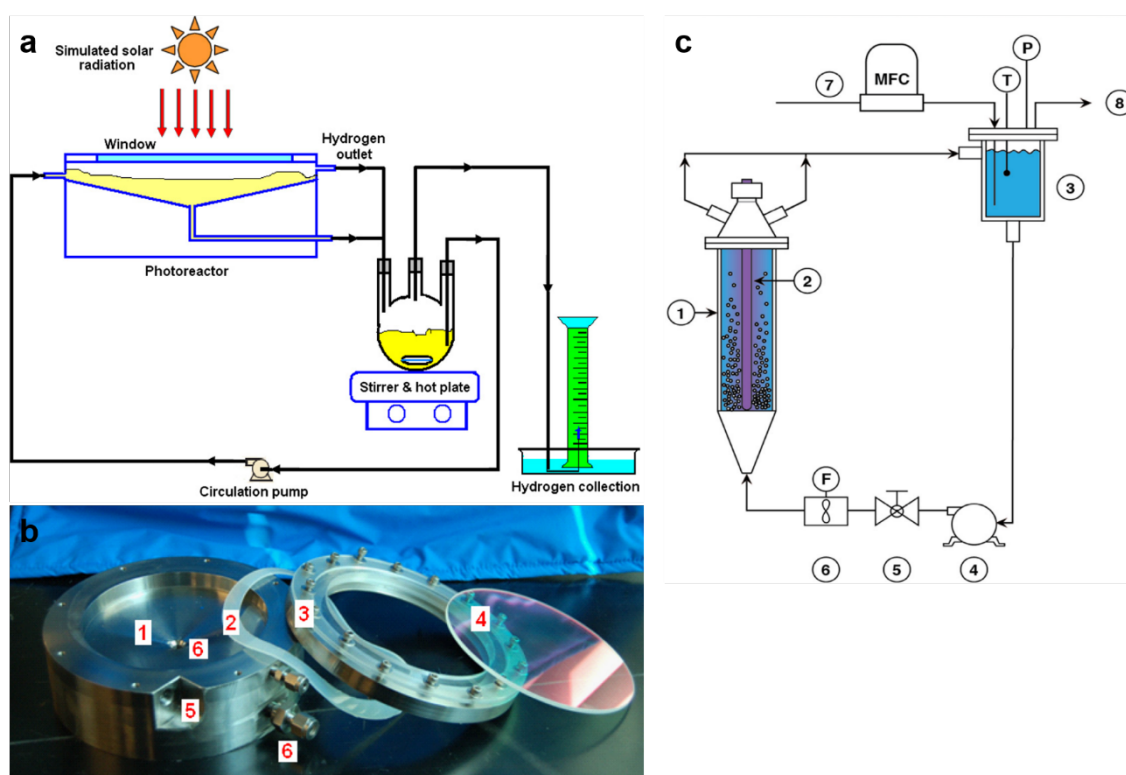 a
Simulated solar
radiation
Window
Hydrogen
outlet
Photoreactor
Stirrer & hot plate
Circulation pump
Hydrogen collection
b
1
2
3
4
5
6
6
c
MFC
P
T
7
8
3
2
1
F
6
5
4